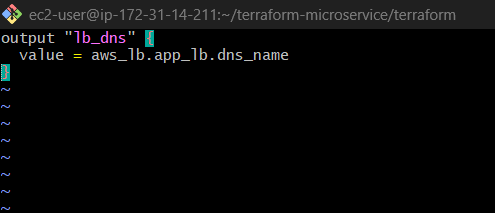 ec2-user@ip-172-31-14-211:~/terraform-microservice/terraform
output "lb_dns" {
  value = aws_lb.app_lb.dns_name
}
~
~
~
~
~
~
~